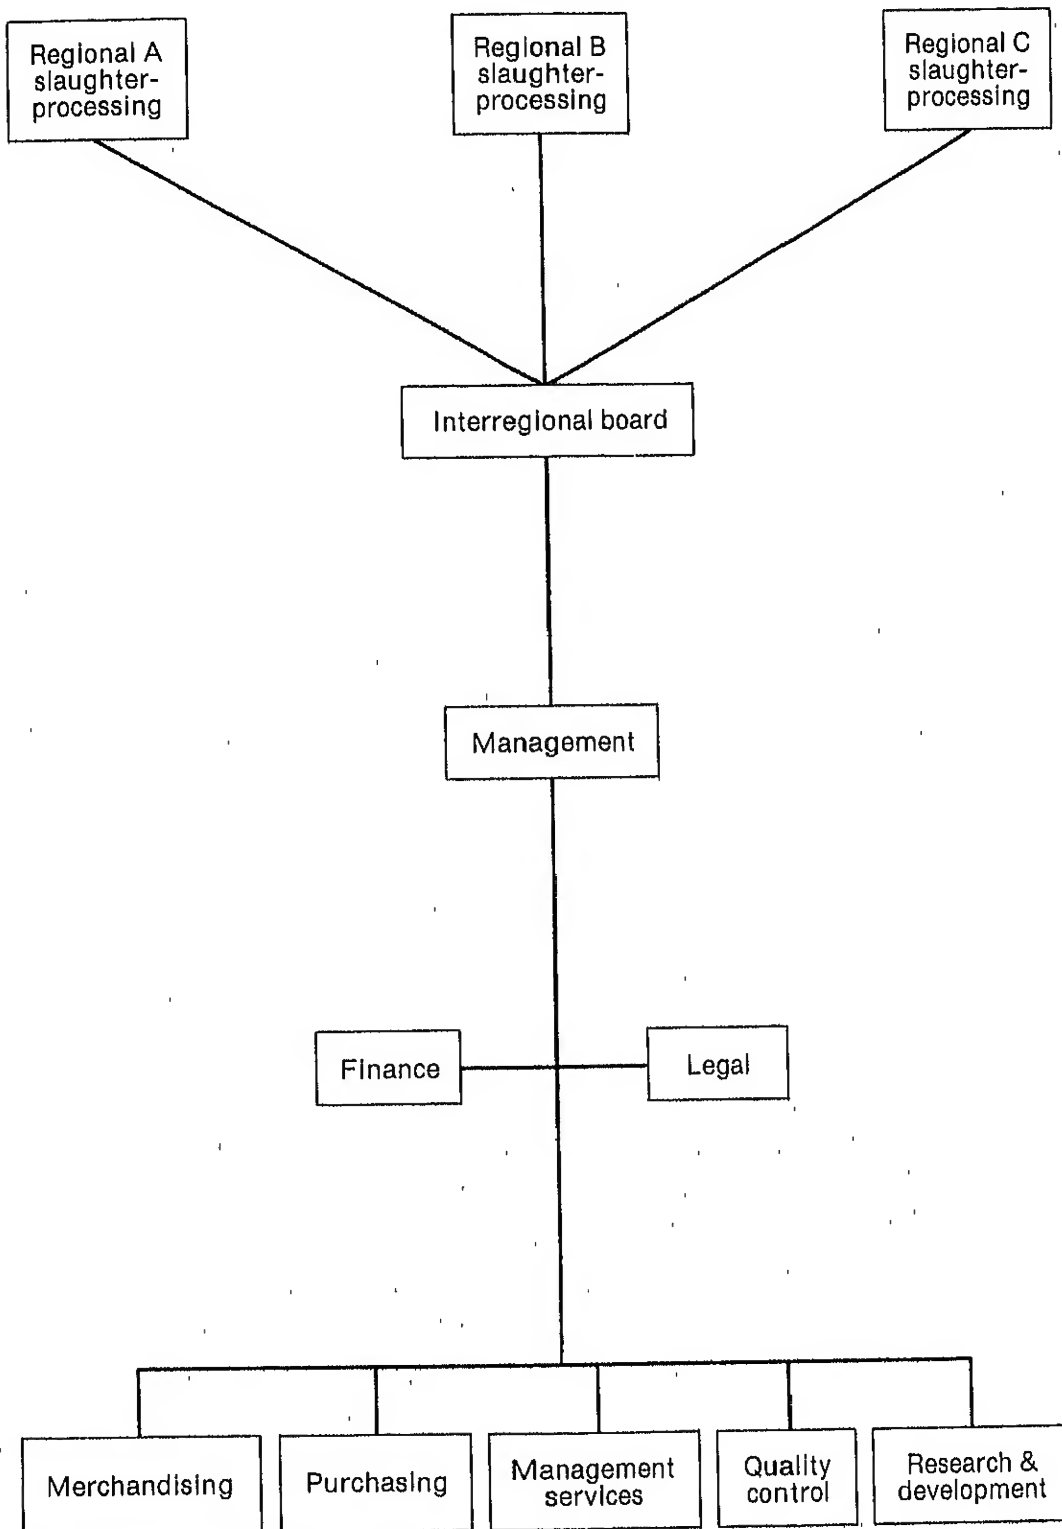 Regional A
slaughter-
processing
Regional B
slaughter-
processing
Regional C
slaughter-
processing
Interregional board
Management
Finance
Legal
Merchandising
Purchasing
Management
services
Quality
control
Research &
development